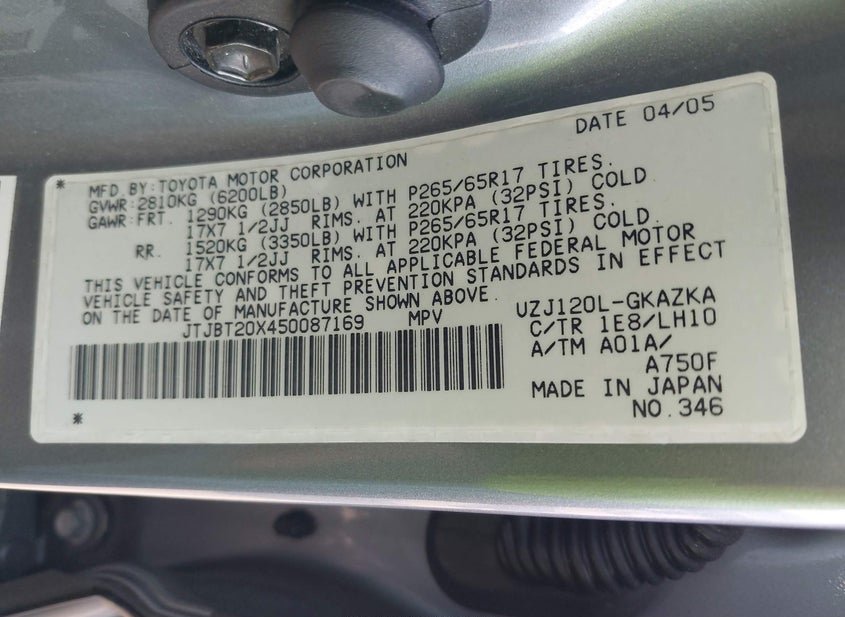 DATE 04/05
* MFD. BY: TOYOTA MOTOR CORPORATION
GVWR: 2810KG (6200LB)
GAWR: FRT. 1290KG (2850LB) WITH P265/65R17 TIRES.
17X7 1/2JJ RIMS. AT 220KPA (32PSI) COLD
RR. 1520KG (3350LB) WITH P265/65R17 TIRES.
17X7 1/2JJ RIMS. AT 220KPA (32PSI) COLD.
THIS VEHICLE CONFORMS TO ALL APPLICABLE FEDERAL MOTOR
VEHICLE SAFETY AND THEFT PREVENTION STANDARDS IN EFFECT
ON THE DATE OF MANUFACTURE SHOWN ABOVE.
JTJBT20X450087169 MPV
UZJ120L-GKAZKA
C/TR 1E8/LH10
A/TM A01A/
A750F
MADE IN JAPAN
* NO.346